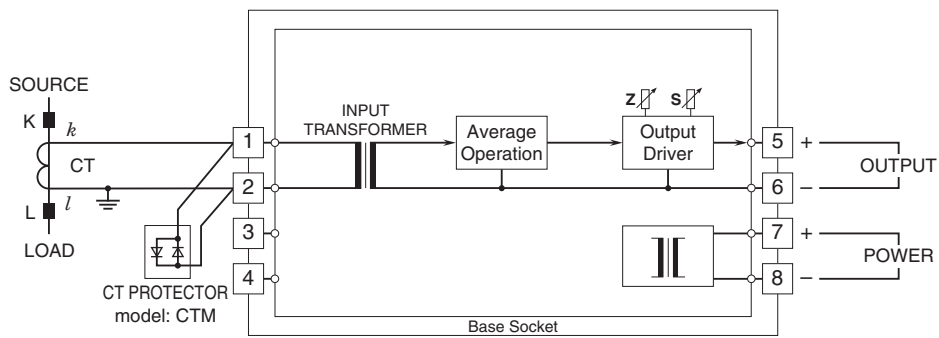 SOURCE
K
k
CT
L
l
LOAD
CT PROTECTOR
model: CTM
1
2
3
4
INPUT
TRANSFORMER
Average
Operation
Z
S
Output
Driver
5 +
6 −
OUTPUT
7 +
8 −
POWER
Base Socket